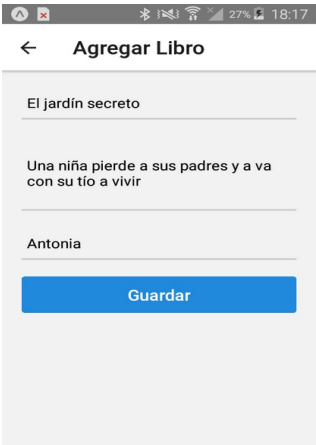 27% 18:17
Agregar Libro
El jardín secreto
Una niña pierde a sus padres y a va
con su tío a vivir
Antonia
Guardar